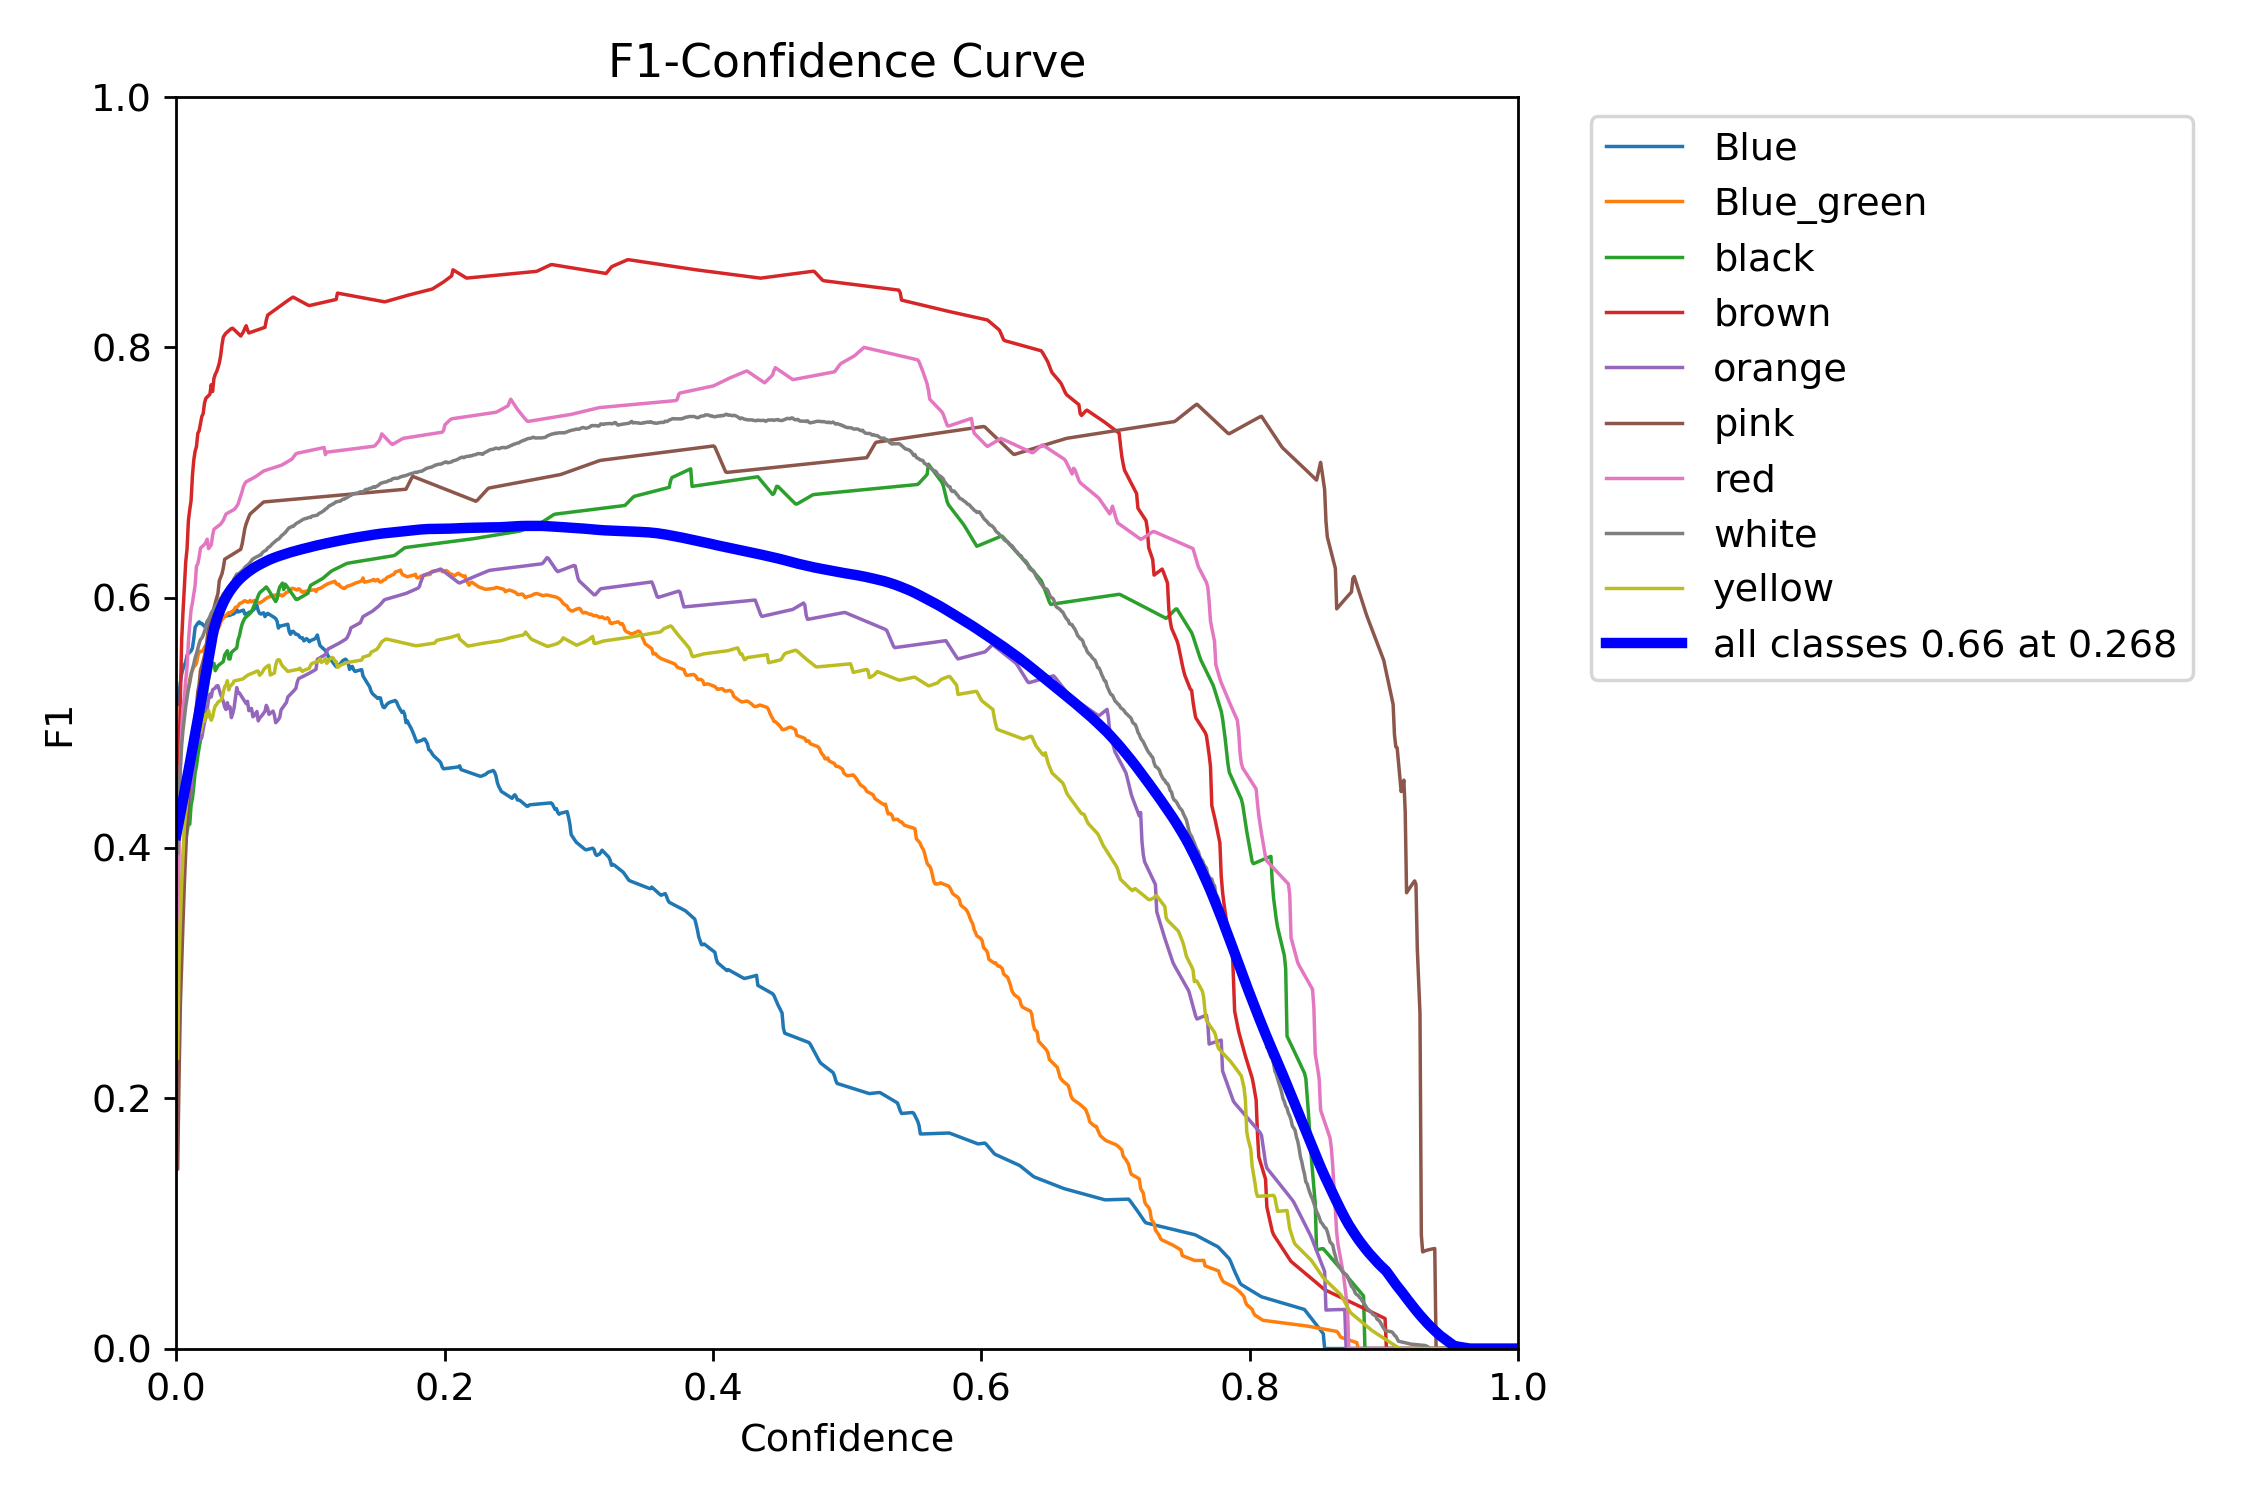 F1-Confidence Curve
1.0
0.8
0.6
0.4
0.2
0.0
F1
0.0 0.2 0.4 0.6 0.8 1.0
Confidence
Blue
Blue_green
black
brown
orange
pink
red
white
yellow
all classes 0.66 at 0.268